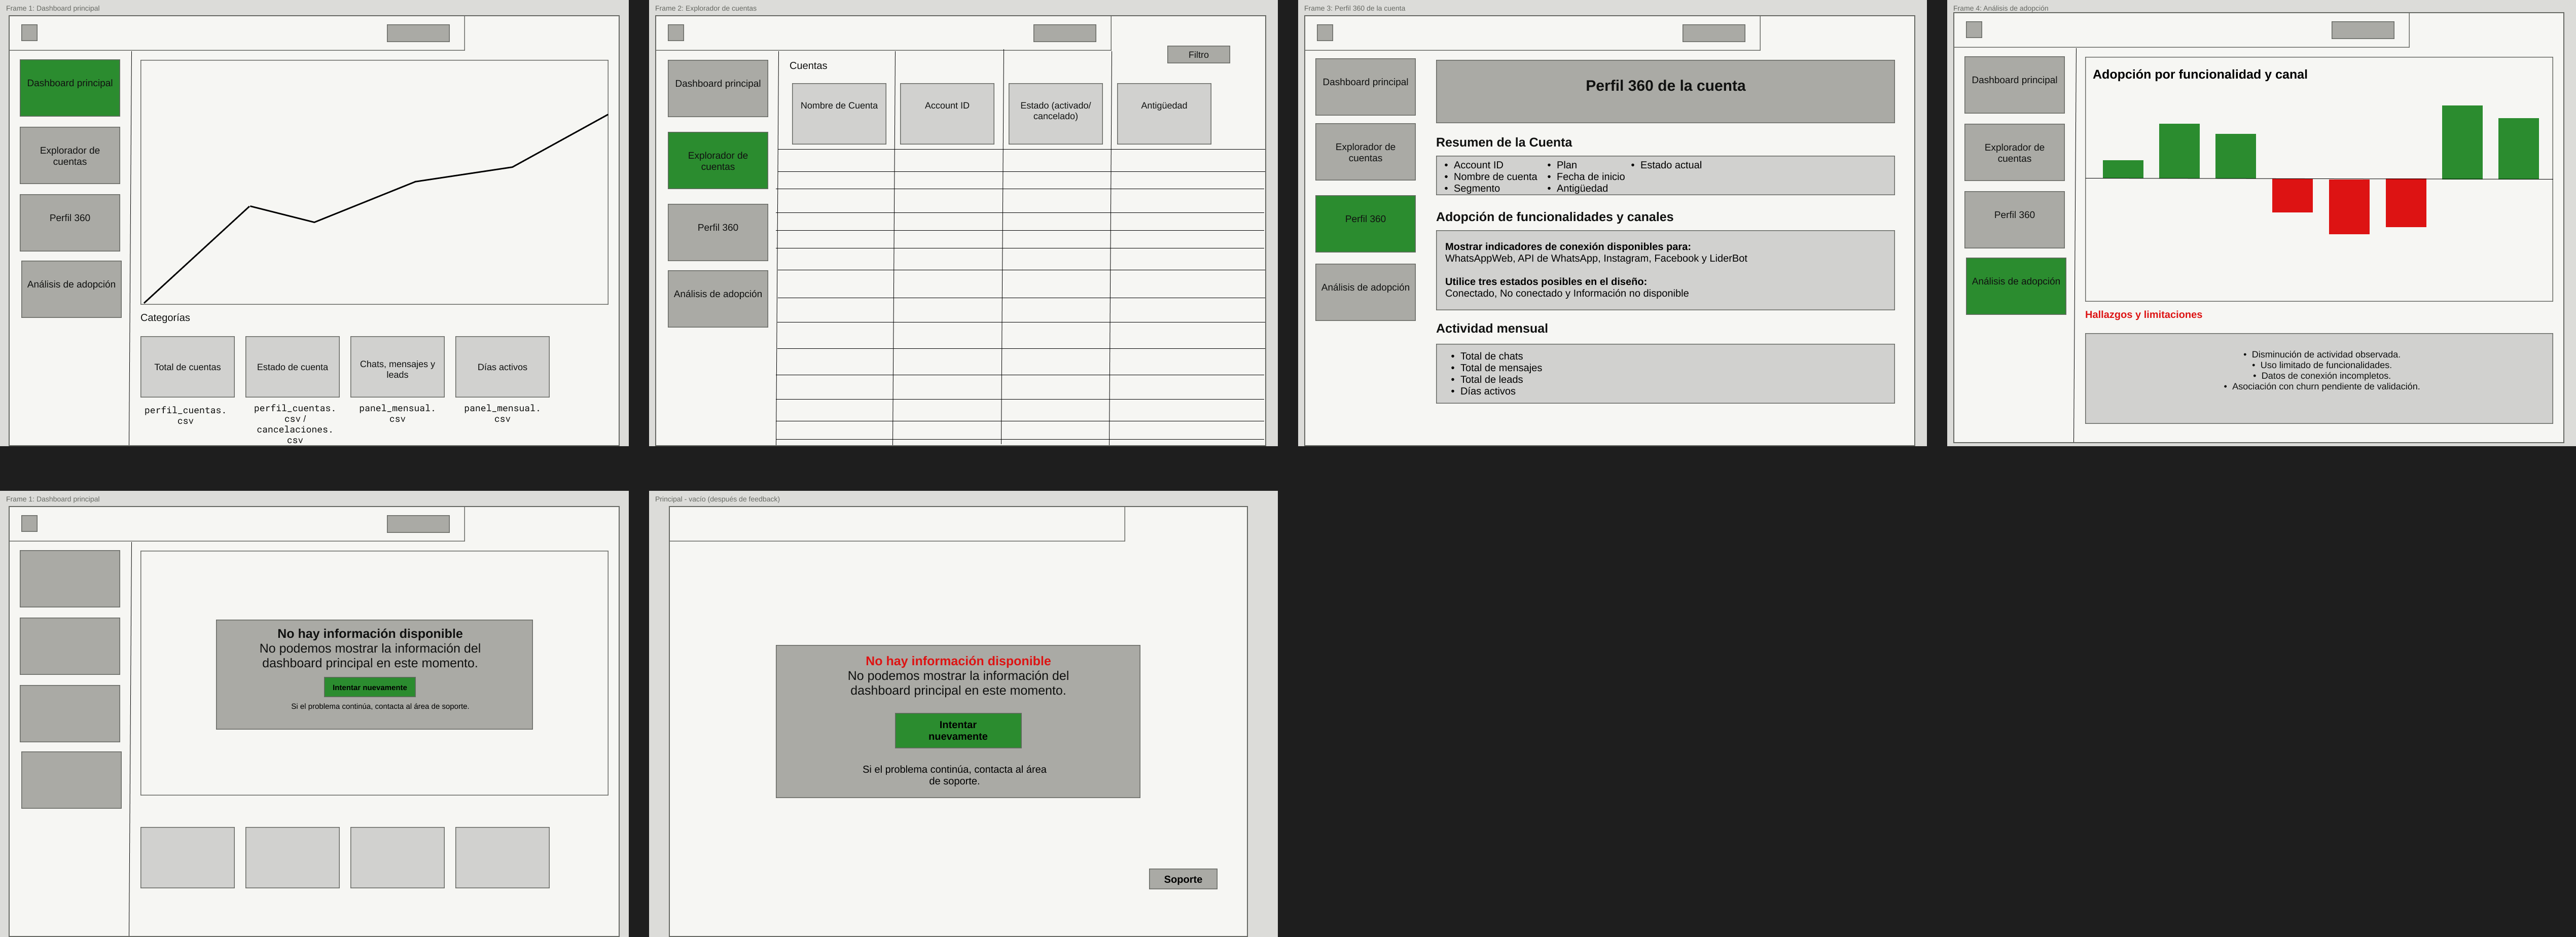 Frame 1: Dashboard principal
Dashboard principal
Explorador de
cuentas
Perfil 360
Análisis de adopción
Categorías
Total de cuentas
Estado de cuenta
Chats, mensajes y
leads
Días activos
perfil_cuentas.
csv
perfil_cuentas.
csv /
cancelaciones.
csv
panel_mensual.
csv
panel_mensual.
csv
Frame 2: Explorador de cuentas
Filtro
Dashboard principal
Explorador de
cuentas
Perfil 360
Análisis de adopción
Cuentas
Nombre de Cuenta
Account ID
Estado (activado/
cancelado)
Antigüedad
Frame 3: Perfil 360 de la cuenta
Dashboard principal
Explorador de
cuentas
Perfil 360
Análisis de adopción
Perfil 360 de la cuenta
Resumen de la Cuenta
• Account ID
• Nombre de cuenta
• Segmento
• Plan
• Fecha de inicio
• Antigüedad
• Estado actual
Adopción de funcionalidades y canales
Mostrar indicadores de conexión disponibles para:
WhatsAppWeb, API de WhatsApp, Instagram, Facebook y LiderBot
Utilice tres estados posibles en el diseño:
Conectado, No conectado y Información no disponible
Actividad mensual
• Total de chats
• Total de mensajes
• Total de leads
• Días activos
Frame 4: Análisis de adopción
Dashboard principal
Explorador de
cuentas
Perfil 360
Análisis de adopción
Adopción por funcionalidad y canal
Hallazgos y limitaciones
• Disminución de actividad observada.
• Uso limitado de funcionalidades.
• Datos de conexión incompletos.
• Asociación con churn pendiente de validación.
Frame 1: Dashboard principal
No hay información disponible
No podemos mostrar la información del
dashboard principal en este momento.
Intentar nuevamente
Si el problema continúa, contacta al área de soporte.
Principal - vacío (después de feedback)
No hay información disponible
No podemos mostrar la información del
dashboard principal en este momento.
Intentar
nuevamente
Si el problema continúa, contacta al área
de soporte.
Soporte